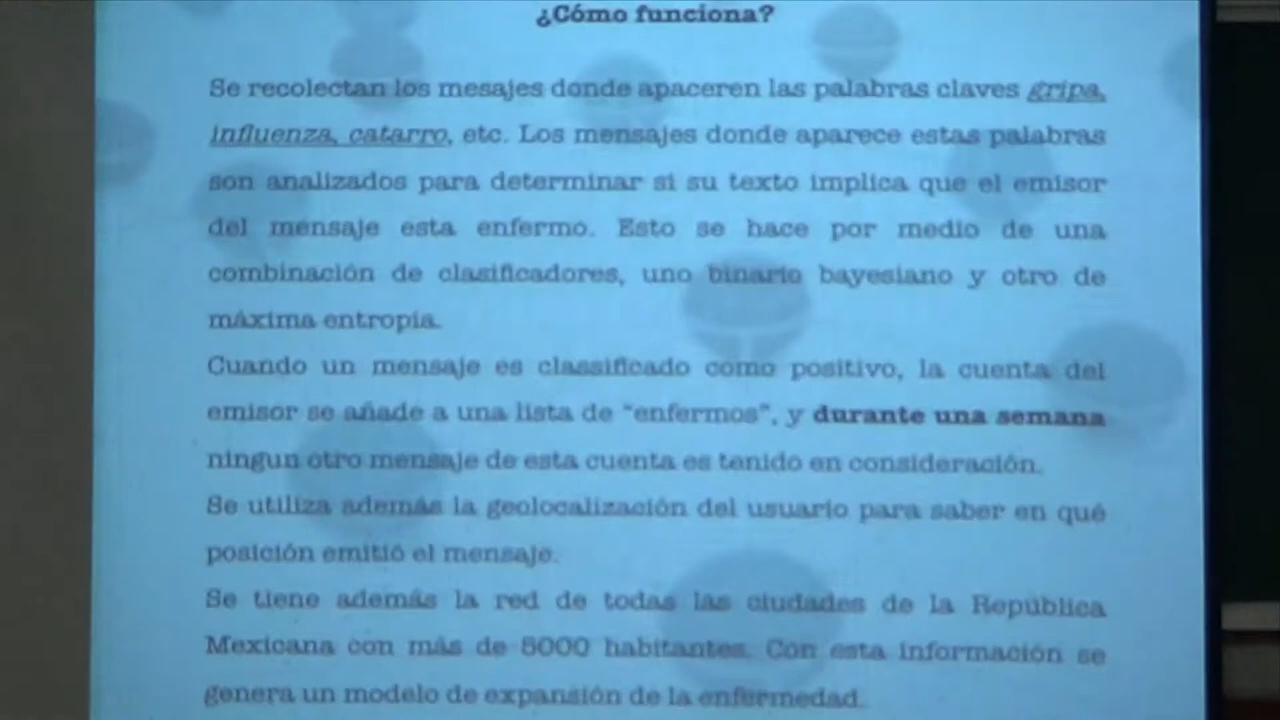 ¿Cómo funciona?
Se recolectan los mesajes donde apaceren las palabras claves gripa,
influenza, catarro, etc. Los mensajes donde aparece estas palabras
son analizados para determinar si su texto implica que el emisor
del mensaje esta enfermo. Esto se hace por medio de una
combinación de clasificadores, uno binario bayesiano y otro de
máxima entropía.
Cuando un mensaje es classificado como positivo, la cuenta del
emisor se añade a una lista de “enfermos”, y durante una semana
ningun otro mensaje de esta cuenta es tenido en consideración.
Se utiliza además la geolocalización del usuario para saber en qué
posición emitió el mensaje.
Se tiene además la red de todas las ciudades de la República
Mexicana con más de 5000 habitantes. Con esta información se
genera un modelo de expansión de la enfermedad.